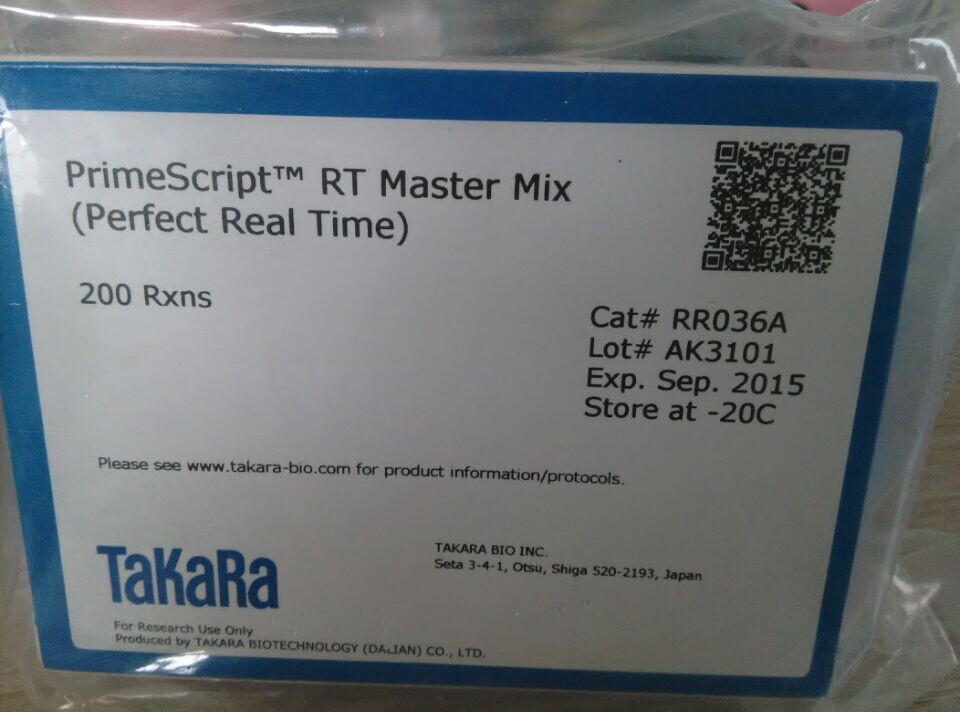 PrimeScript™ RT Master Mix
(Perfect Real Time)
200 Rxns
Cat# RR036A
Lot# AK3101
Exp. Sep. 2015
Store at -20C
Please see www.takara-bio.com for product information/protocols.
TaKaRa
TAKARA BIO INC.
Seta 3-4-1, Otsu, Shiga 520-2193, Japan
For Research Use Only
Produced by TAKARA BIOTECHNOLOGY (DALIAN) CO., LTD.